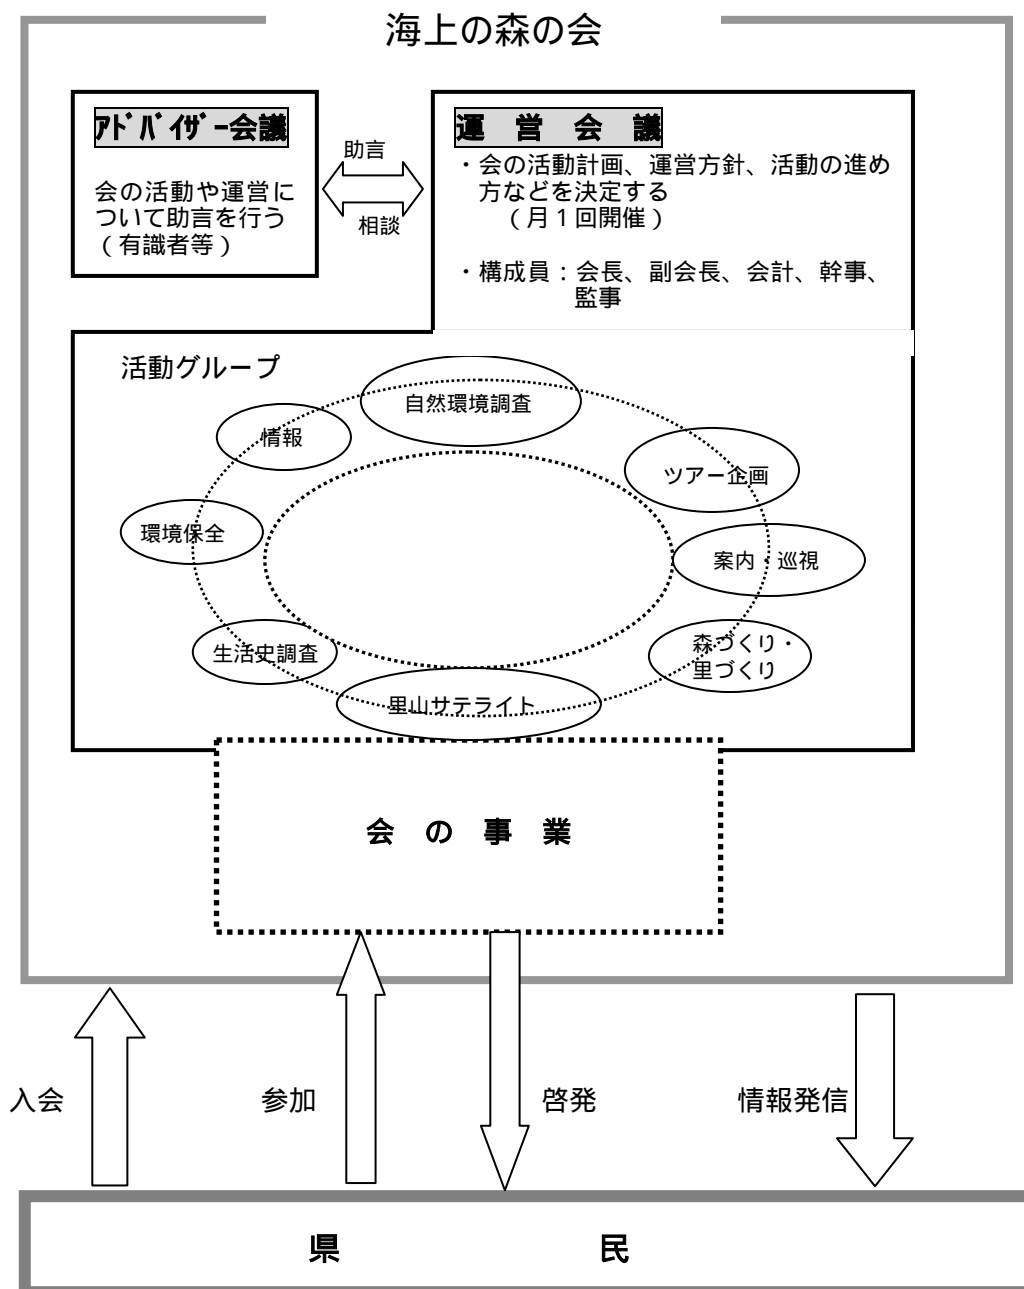 海上の森の会
ｱﾄﾞﾊﾞｲｻﾞｰ会議
会の活動や運営に
ついて助言を行う
（有識者等）
助言
相談
運　営　会　議
・会の活動計画、運営方針、活動の進め
方などを決定する
（月１回開催）
・構成員：会長、副会長、会計、幹事、
監事
活動グループ
自然環境調査
情報
ツアー企画
環境保全
案内・巡視
生活史調査
森づくり・
里づくり
里山サテライト
会　の　事　業
入会
参加
啓発
情報発信
県　民